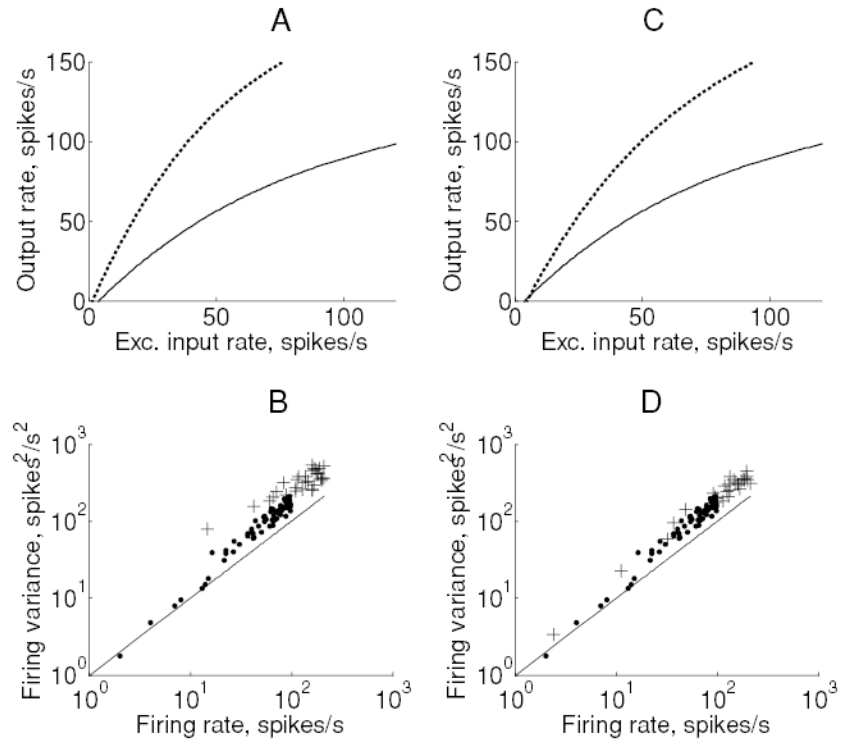 A
150
100
50
0
Output rate, spikes/s
0 50 100
Exc. input rate, spikes/s
C
150
100
50
0
Output rate, spikes/s
0 50 100
Exc. input rate, spikes/s
B
10³
10²
10¹
10⁰
Firing variance, spikes²/s²
10⁰ 10¹ 10² 10³
Firing rate, spikes/s
D
10³
10²
10¹
10⁰
Firing variance, spikes²/s²
10⁰ 10¹ 10² 10³
Firing rate, spikes/s